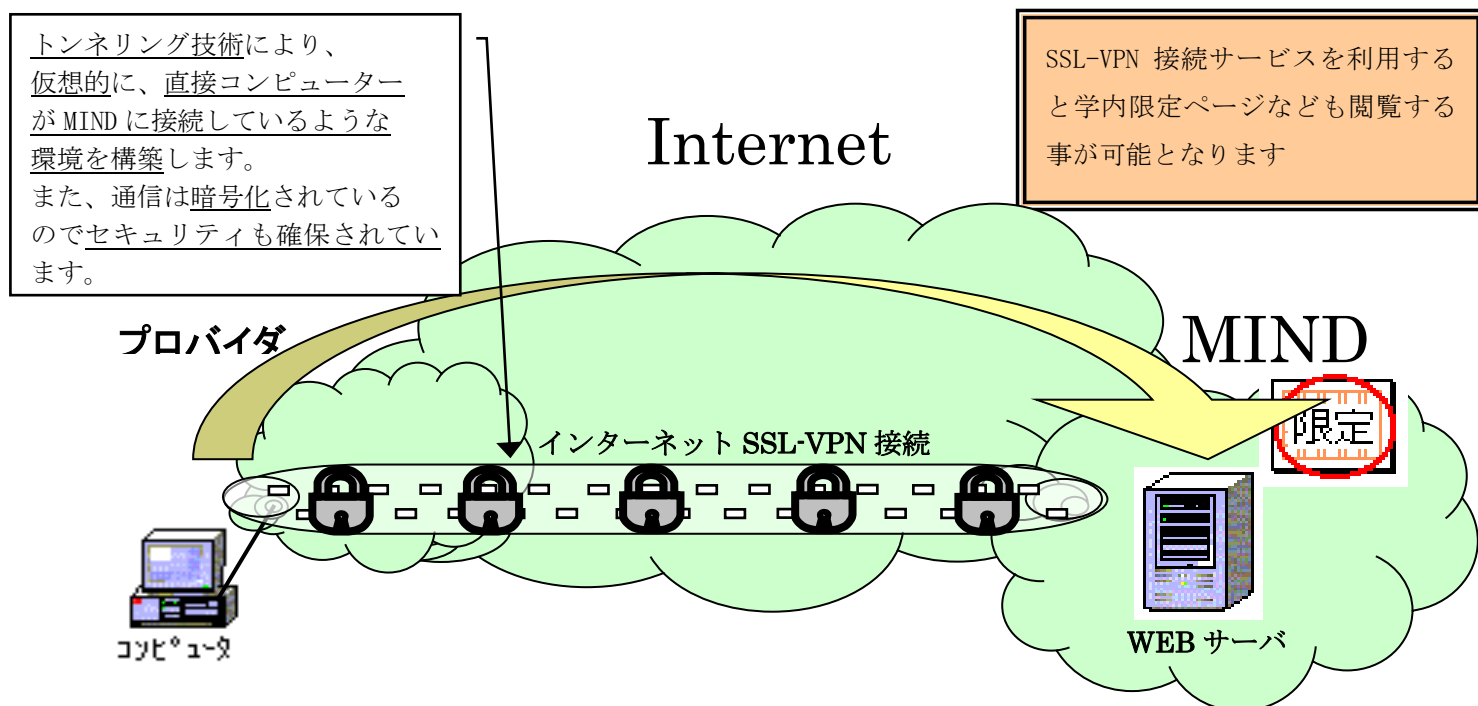 トンネリング技術により、
仮想的に、直接コンピューター
が MIND に接続しているような
環境を構築します。
また、通信は暗号化されている
のでセキュリティも確保されてい
ます。
SSL-VPN 接続サービスを利用する
と学内限定ページなども閲覧する
事が可能となります
Internet
プロバイダ
MIND
限定
インターネット SSL-VPN 接続
コンピュータ
WEB サーバ